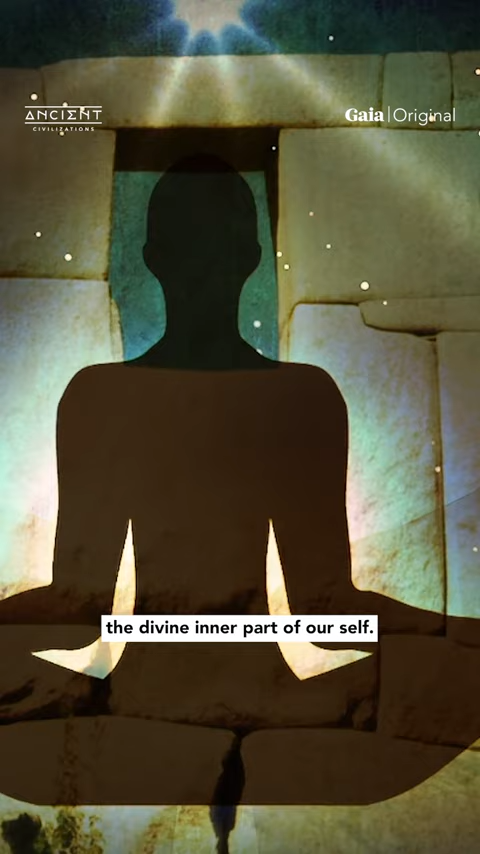 ANCIENT
CIVILIZATIONS
Gaia | Original
the divine inner part of our self.